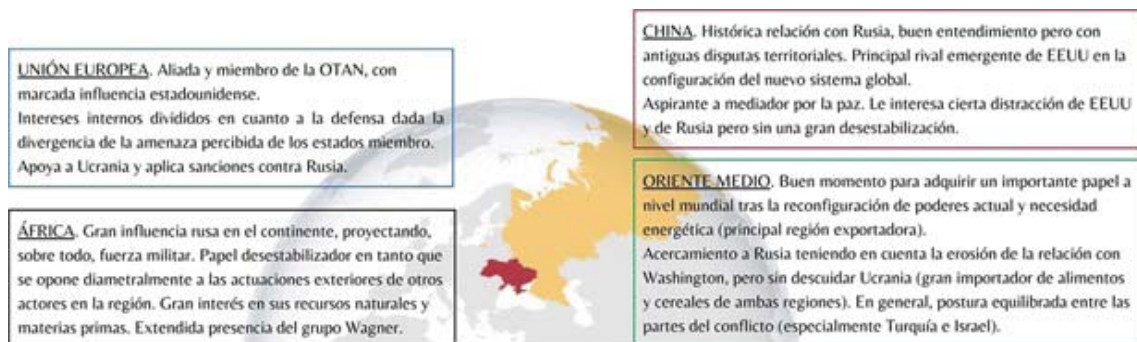 UNIÓN EUROPEA. Aliada y miembro de la OTAN, con
marcada influencia estadounidense.
Intereses internos divididos en cuanto a la defensa dada la
divergencia de la amenaza percibida de los estados miembro.
Apoya a Ucrania y aplica sanciones contra Rusia.
ÁFRICA. Gran influencia rusa en el continente, proyectando,
sobre todo, fuerza militar. Papel desestabilizador en tanto que
se opone diametralmente a las actuaciones exteriores de otros
actores en la región. Gran interés en sus recursos naturales y
materias primas. Extendida presencia del grupo Wagner.
CHINA. Histórica relación con Rusia, buen entendimiento pero con
antiguas disputas territoriales. Principal rival emergente de EEUU en la
configuración del nuevo sistema global.
Aspirante a mediador por la paz. Le interesa cierta distracción de EEUU
y de Rusia pero sin una gran desestabilización.
ORIENTE MEDIO. Buen momento para adquirir un importante papel a
nivel mundial tras la reconfiguración de poderes actual y necesidad
energética (principal región exportadora).
Acercamiento a Rusia teniendo en cuenta la erosión de la relación con
Washington, pero sin descuidar Ucrania (gran importador de alimentos
y cereales de ambas regiones). En general, postura equilibrada entre las
partes del conflicto (especialmente Turquía e Israel).